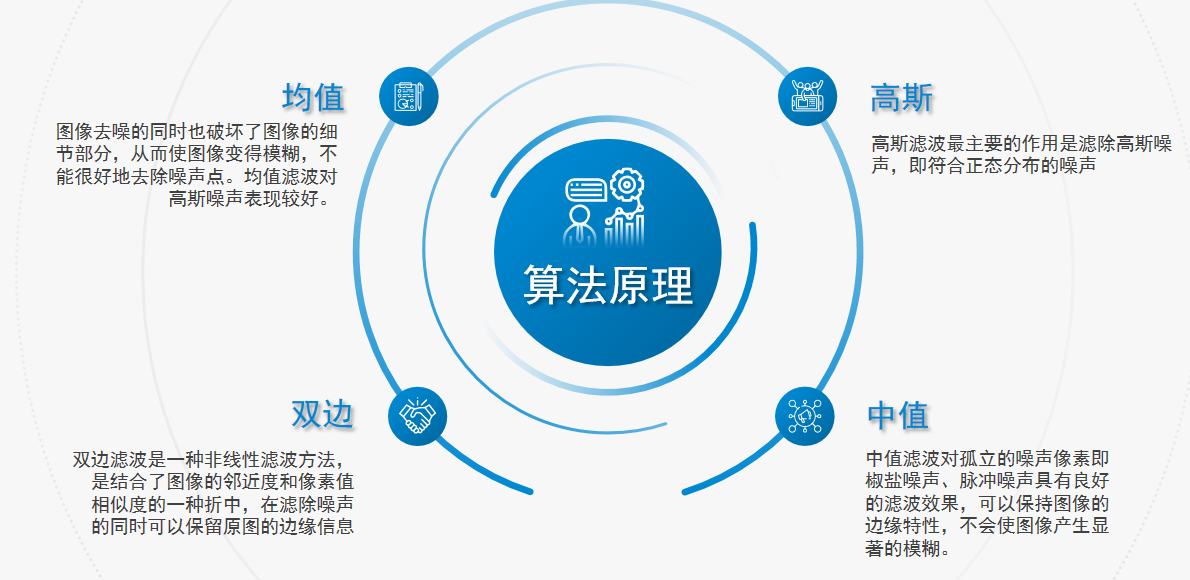 均值
图像去噪的同时也破坏了图像的细
节部分，从而使图像变得模糊，不
能很好地去除噪声点。均值滤波对
高斯噪声表现较好。
高斯
高斯滤波最主要的作用是滤除高斯噪
声，即符合正态分布的噪声
算法原理
双边
双边滤波是一种非线性滤波方法，
是结合了图像的邻近度和像素值
相似度的一种折中，在滤除噪声
的同时可以保留原图的边缘信息
中值
中值滤波对孤立的噪声像素即
椒盐噪声、脉冲噪声具有良好
的滤波效果，可以保持图像的
边缘特性，不会使图像产生显
著的模糊。